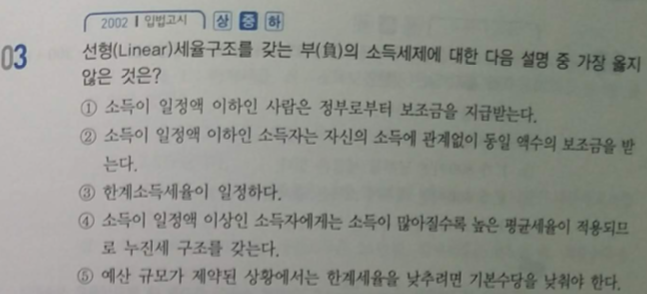 2002 | 입법고시 상 중 하
03 선형(Linear)세율구조를 갖는 부(負)의 소득세제에 대한 다음 설명 중 가장 옳지
않은 것은?
① 소득이 일정액 이하인 사람은 정부로부터 보조금을 지급받는다.
② 소득이 일정액 이하인 소득자는 자신의 소득에 관계없이 동일 액수의 보조금을 받
는다.
③ 한계소득세율이 일정하다.
④ 소득이 일정액 이상인 소득자에게는 소득이 많아질수록 높은 평균세율이 적용되므
로 누진세 구조를 갖는다.
⑤ 예산 규모가 제약된 상황에서는 한계세율을 낮추려면 기본수당을 낮춰야 한다.